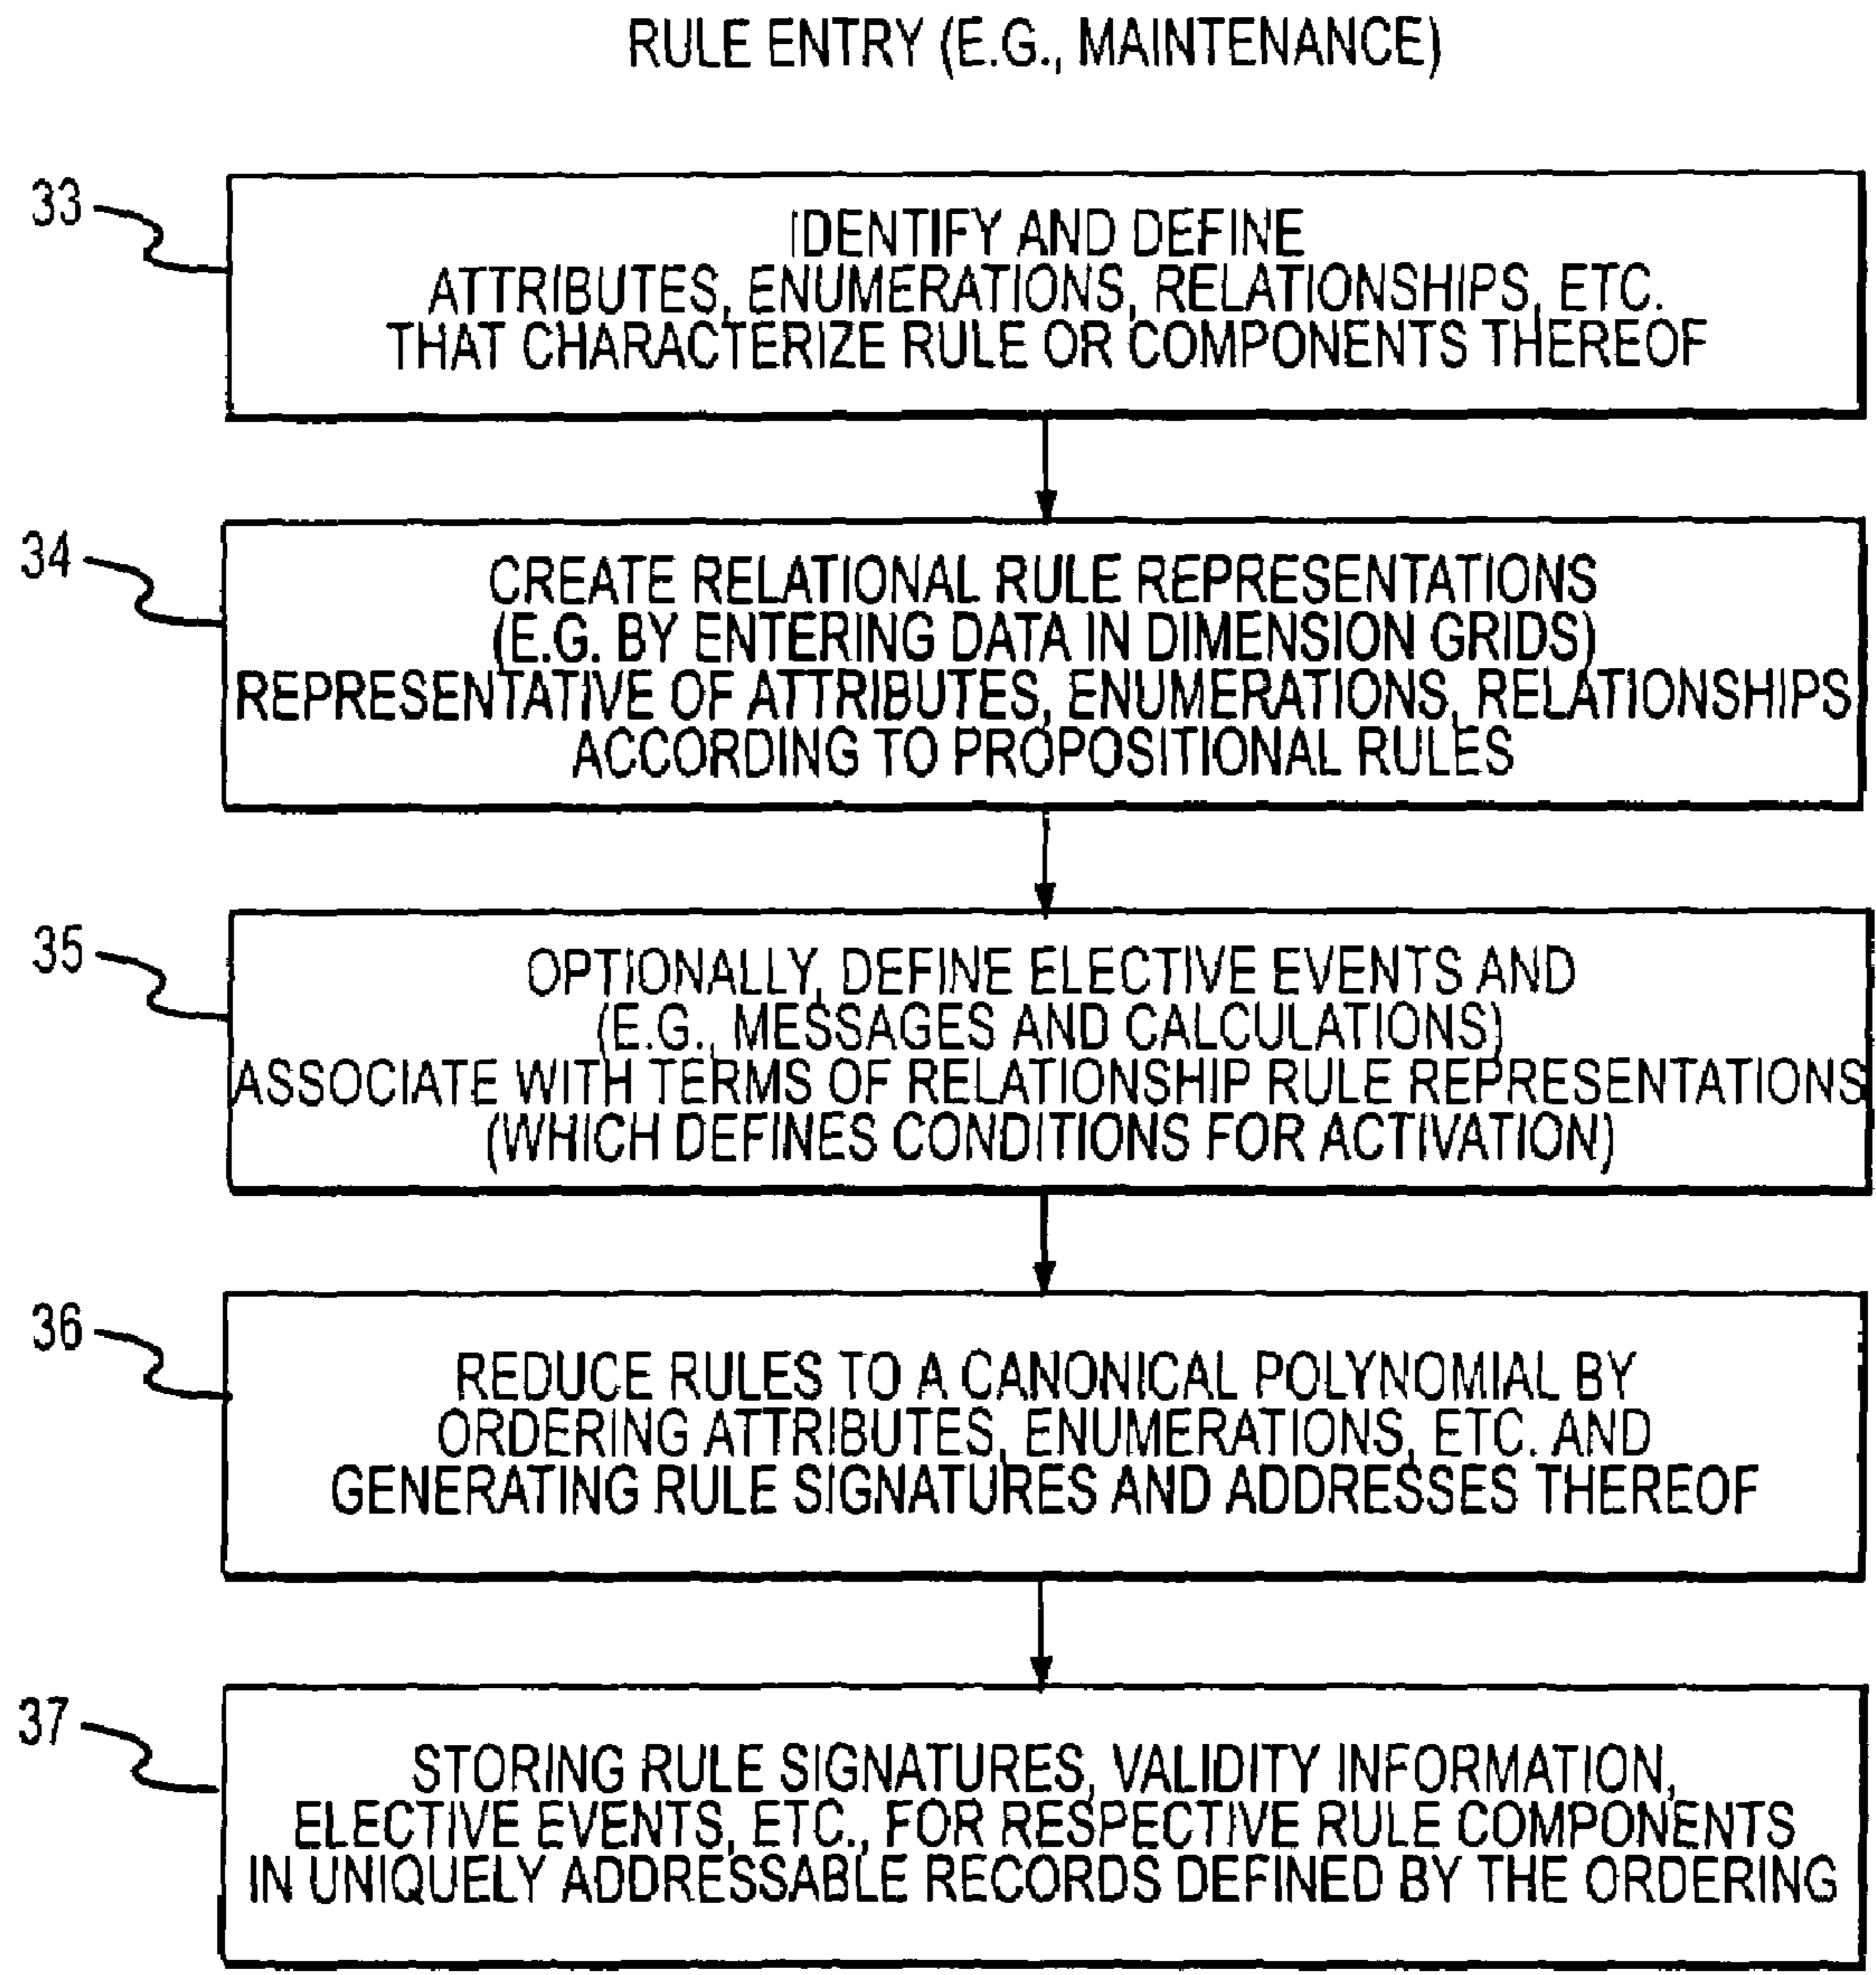 RULE ENTRY (E.G., MAINTENANCE)
33
IDENTIFY AND DEFINE
ATTRIBUTES, ENUMERATIONS, RELATIONSHIPS, ETC.
THAT CHARACTERIZE RULE OR COMPONENTS THEREOF
34
CREATE RELATIONAL RULE REPRESENTATIONS
(E.G. BY ENTERING DATA IN DIMENSION GRIDS)
REPRESENTATIVE OF ATTRIBUTES, ENUMERATIONS, RELATIONSHIPS
ACCORDING TO PROPOSITIONAL RULES
35
OPTIONALLY, DEFINE ELECTIVE EVENTS AND
(E.G., MESSAGES AND CALCULATIONS)
ASSOCIATE WITH TERMS OF RELATIONSHIP RULE REPRESENTATIONS
(WHICH DEFINES CONDITIONS FOR ACTIVATION)
36
REDUCE RULES TO A CANONICAL POLYNOMIAL BY
ORDERING ATTRIBUTES, ENUMERATIONS, ETC. AND
GENERATING RULE SIGNATURES AND ADDRESSES THEREOF
37
STORING RULE SIGNATURES, VALIDITY INFORMATION,
ELECTIVE EVENTS, ETC., FOR RESPECTIVE RULE COMPONENTS
IN UNIQUELY ADDRESSABLE RECORDS DEFINED BY THE ORDERING